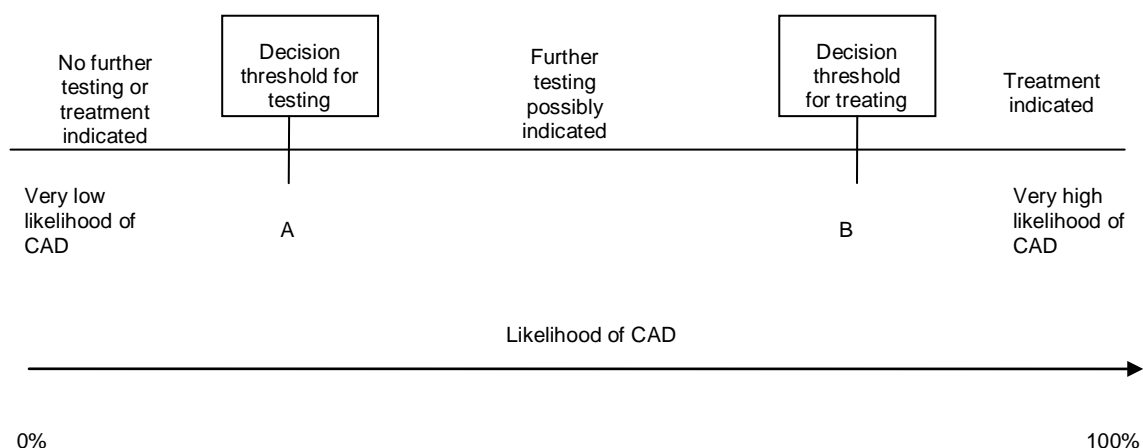 No further
testing or
treatment
indicated
Decision
threshold for
testing
Further
testing
possibly
indicated
Decision
threshold
for treating
Treatment
indicated
Very low
likelihood of
CAD
A
B
Very high
likelihood of
CAD
Likelihood of CAD
0%
100%